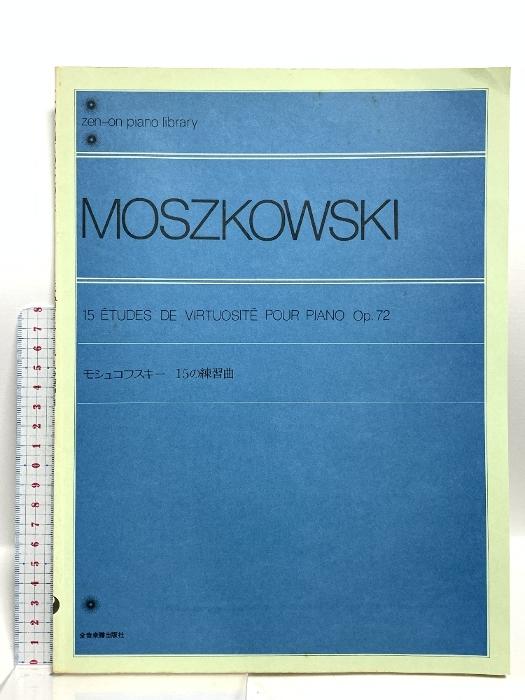 zen-on piano library
MOSZKOWSKI
15 ÉTUDES DE VIRTUOSITÉ POUR PIANO Op. 72
モシュコフスキー 15の練習曲
全音楽譜出版社